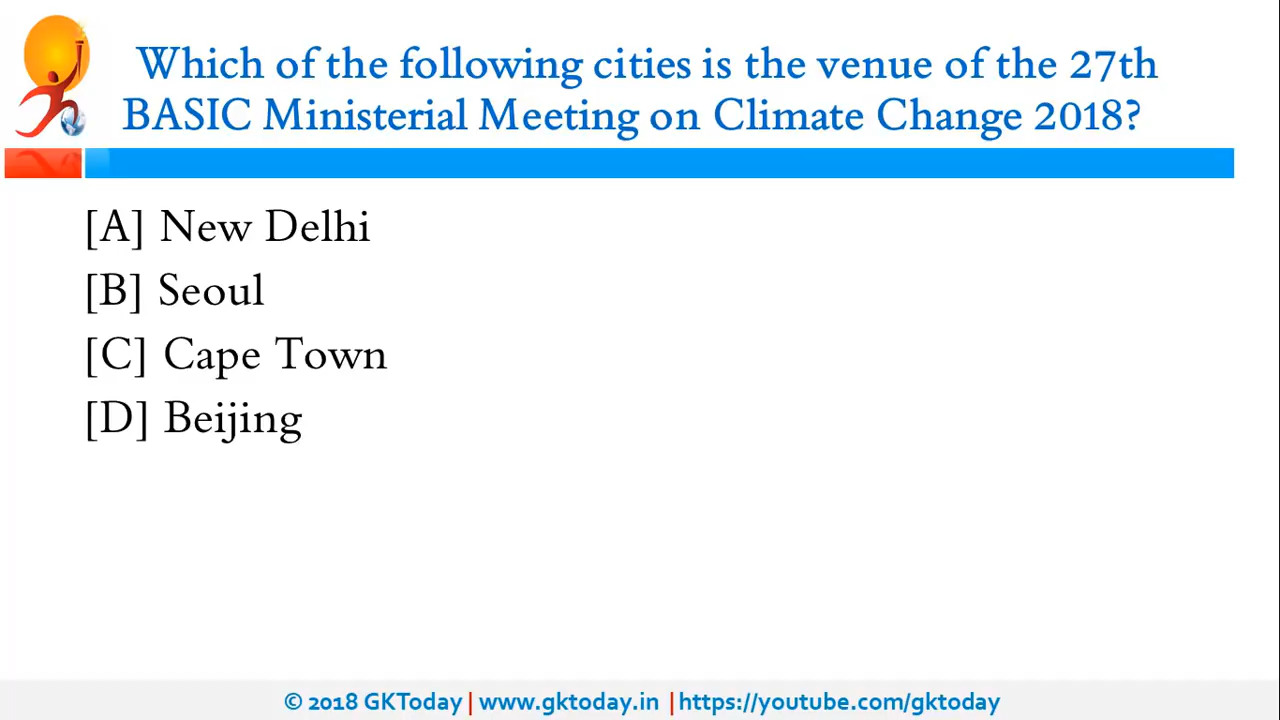 Which of the following cities is the venue of the 27th
BASIC Ministerial Meeting on Climate Change 2018?
[A] New Delhi
[B] Seoul
[C] Cape Town
[D] Beijing
© 2018 GKToday | www.gktoday.in | https://youtube.com/gktoday